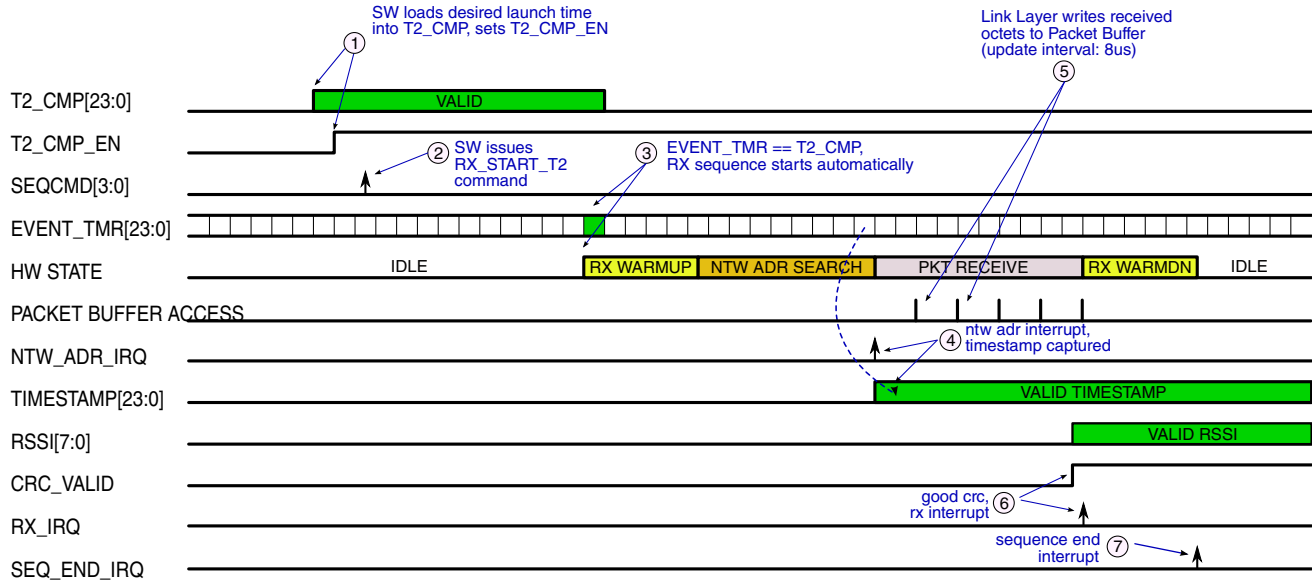 SW loads desired launch time
into T2_CMP, sets T2_CMP_EN
1
Link Layer writes received
octets to Packet Buffer
(update interval: 8us)
5
T2_CMP[23:0]
VALID
T2_CMP_EN
2
SW issues
RX_START_T2
command
3
EVENT_TMR == T2_CMP,
RX sequence starts automatically
SEQCMD[3:0]
EVENT_TMR[23:0]
HW STATE
IDLE
RX WARMUP
NTW ADR SEARCH
PKT RECEIVE
RX WARMDN
IDLE
PACKET BUFFER ACCESS
4
ntw adr interrupt,
timestamp captured
NTW_ADR_IRQ
TIMESTAMP[23:0]
VALID TIMESTAMP
RSSI[7:0]
VALID RSSI
CRC_VALID
good crc,
rx interrupt
6
RX_IRQ
sequence end
interrupt
7
SEQ_END_IRQ